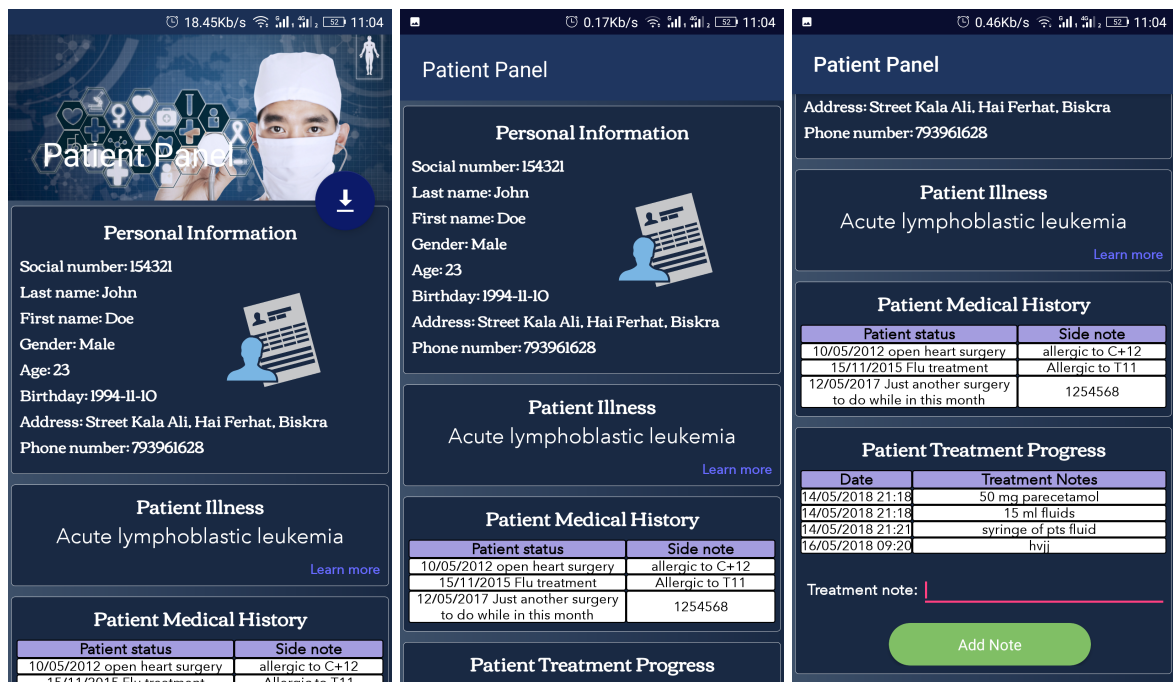 18.45Kb/s 52 11:04
Patient Panel
Personal Information
Social number: 154321
Last name: John
First name: Doe
Gender: Male
Age: 23
Birthday: 1994-11-10
Address: Street Kala Ali, Hai Ferhat, Biskra
Phone number: 793961628
Patient Illness
Acute lymphoblastic leukemia
Learn more
Patient Medical History
Patient status Side note
10/05/2012 open heart surgery allergic to C+12
15/11/2015 Flu treatment Allergic to T11
0.17Kb/s 52 11:04
Patient Panel
Personal Information
Social number: 154321
Last name: John
First name: Doe
Gender: Male
Age: 23
Birthday: 1994-11-10
Address: Street Kala Ali, Hai Ferhat, Biskra
Phone number: 793961628
Patient Illness
Acute lymphoblastic leukemia
Learn more
Patient Medical History
Patient status Side note
10/05/2012 open heart surgery allergic to C+12
15/11/2015 Flu treatment Allergic to T11
12/05/2017 Just another surgery
to do while in this month 1254568
Patient Treatment Progress
0.46Kb/s 52 11:04
Patient Panel
Address: Street Kala Ali, Hai Ferhat, Biskra
Phone number: 793961628
Patient Illness
Acute lymphoblastic leukemia
Learn more
Patient Medical History
Patient status Side note
10/05/2012 open heart surgery allergic to C+12
15/11/2015 Flu treatment Allergic to T11
12/05/2017 Just another surgery
to do while in this month 1254568
Patient Treatment Progress
Date Treatment Notes
14/05/2018 21:18 50 mg parecetamol
14/05/2018 21:18 15 ml fluids
14/05/2018 21:21 syringe of pts fluid
16/05/2018 09:20 hvjj
Treatment note:
Add Note